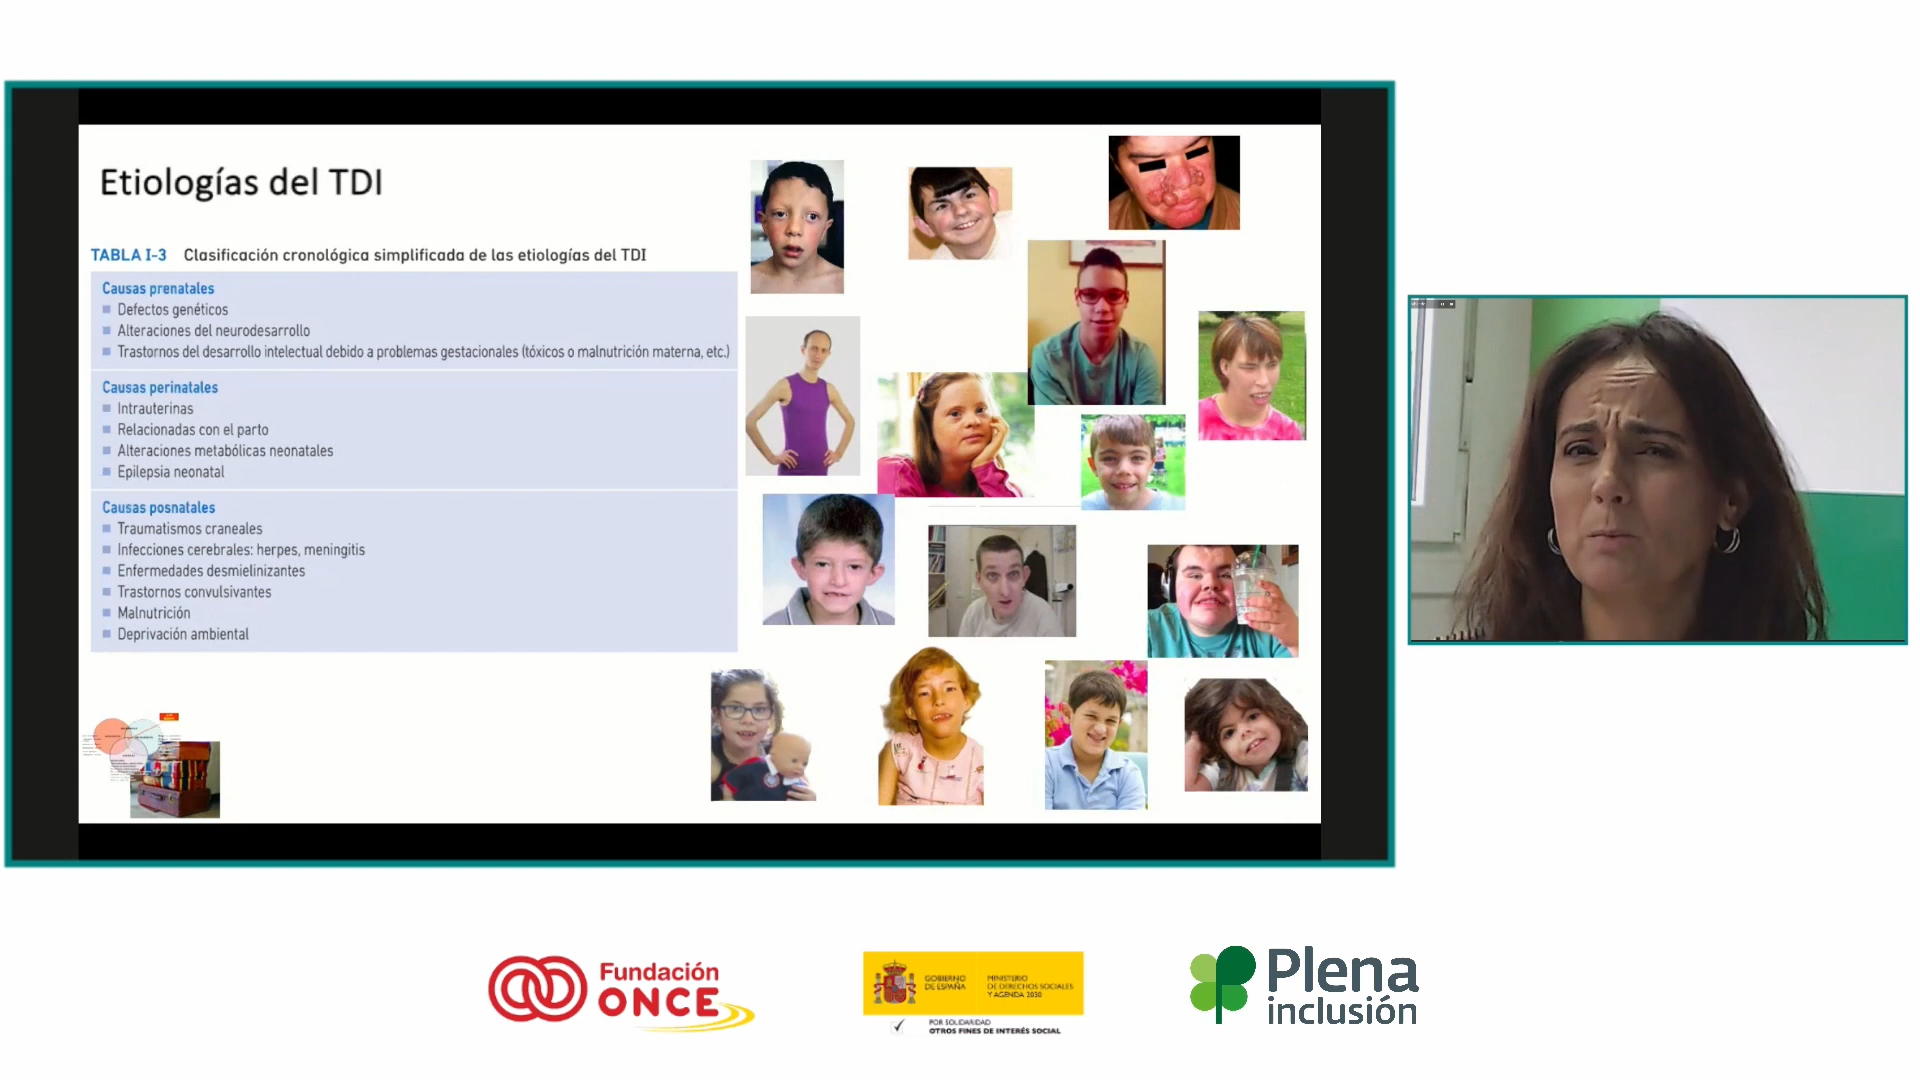 Etiologías del TDI
TABLA I-3 Clasificación cronológica simplificada de las etiologías del TDI
Causas prenatales
Defectos genéticos
Alteraciones del neurodesarrollo
Trastornos del desarrollo intelectual debido a problemas gestacionales (tóxicos o malnutrición materna, etc.)
Causas perinatales
Intrauterinas
Relacionadas con el parto
Alteraciones metabólicas neonatales
Epilepsia neonatal
Causas posnatales
Traumatismos craneales
Infecciones cerebrales: herpes, meningitis
Enfermedades desmielinizantes
Trastornos convulsivantes
Malnutrición
Deprivación ambiental
Fundación
ONCE
GOBIERNO
DE ESPAÑA
MINISTERIO
DE DERECHOS SOCIALES
Y AGENDA 2030
POR SOLIDARIDAD
OTROS FINES DE INTERÉS SOCIAL
Plena
inclusión